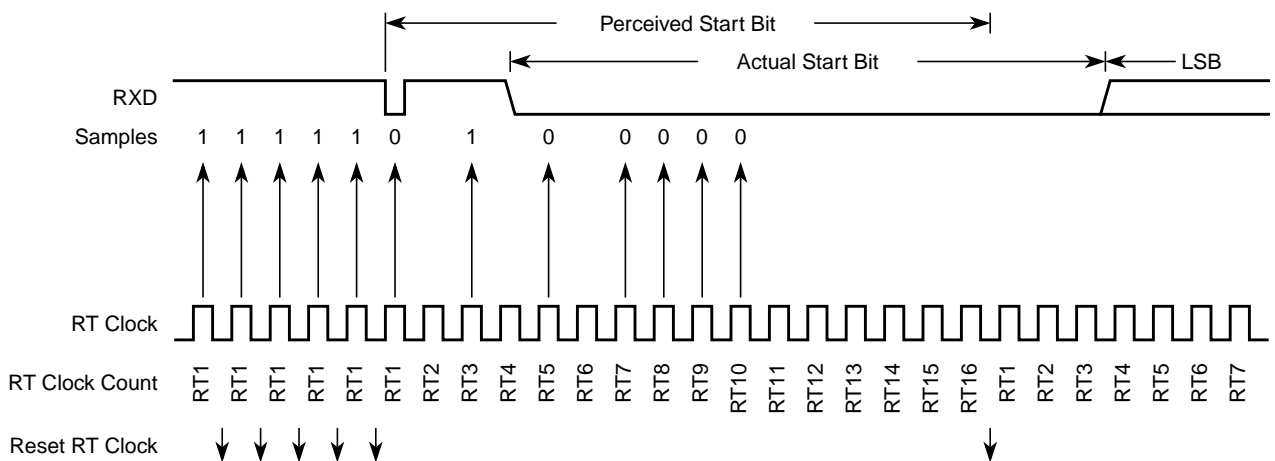 Perceived Start Bit
Actual Start Bit LSB
RXD
Samples 1 1 1 1 1 0 1 0 0 0 0 0
RT Clock
RT Clock Count RT1 RT1 RT1 RT1 RT1 RT1 RT2 RT3 RT4 RT5 RT6 RT7 RT8 RT9 RT10 RT11 RT12 RT13 RT14 RT15 RT16 RT1 RT2 RT3 RT4 RT5 RT6 RT7
Reset RT Clock